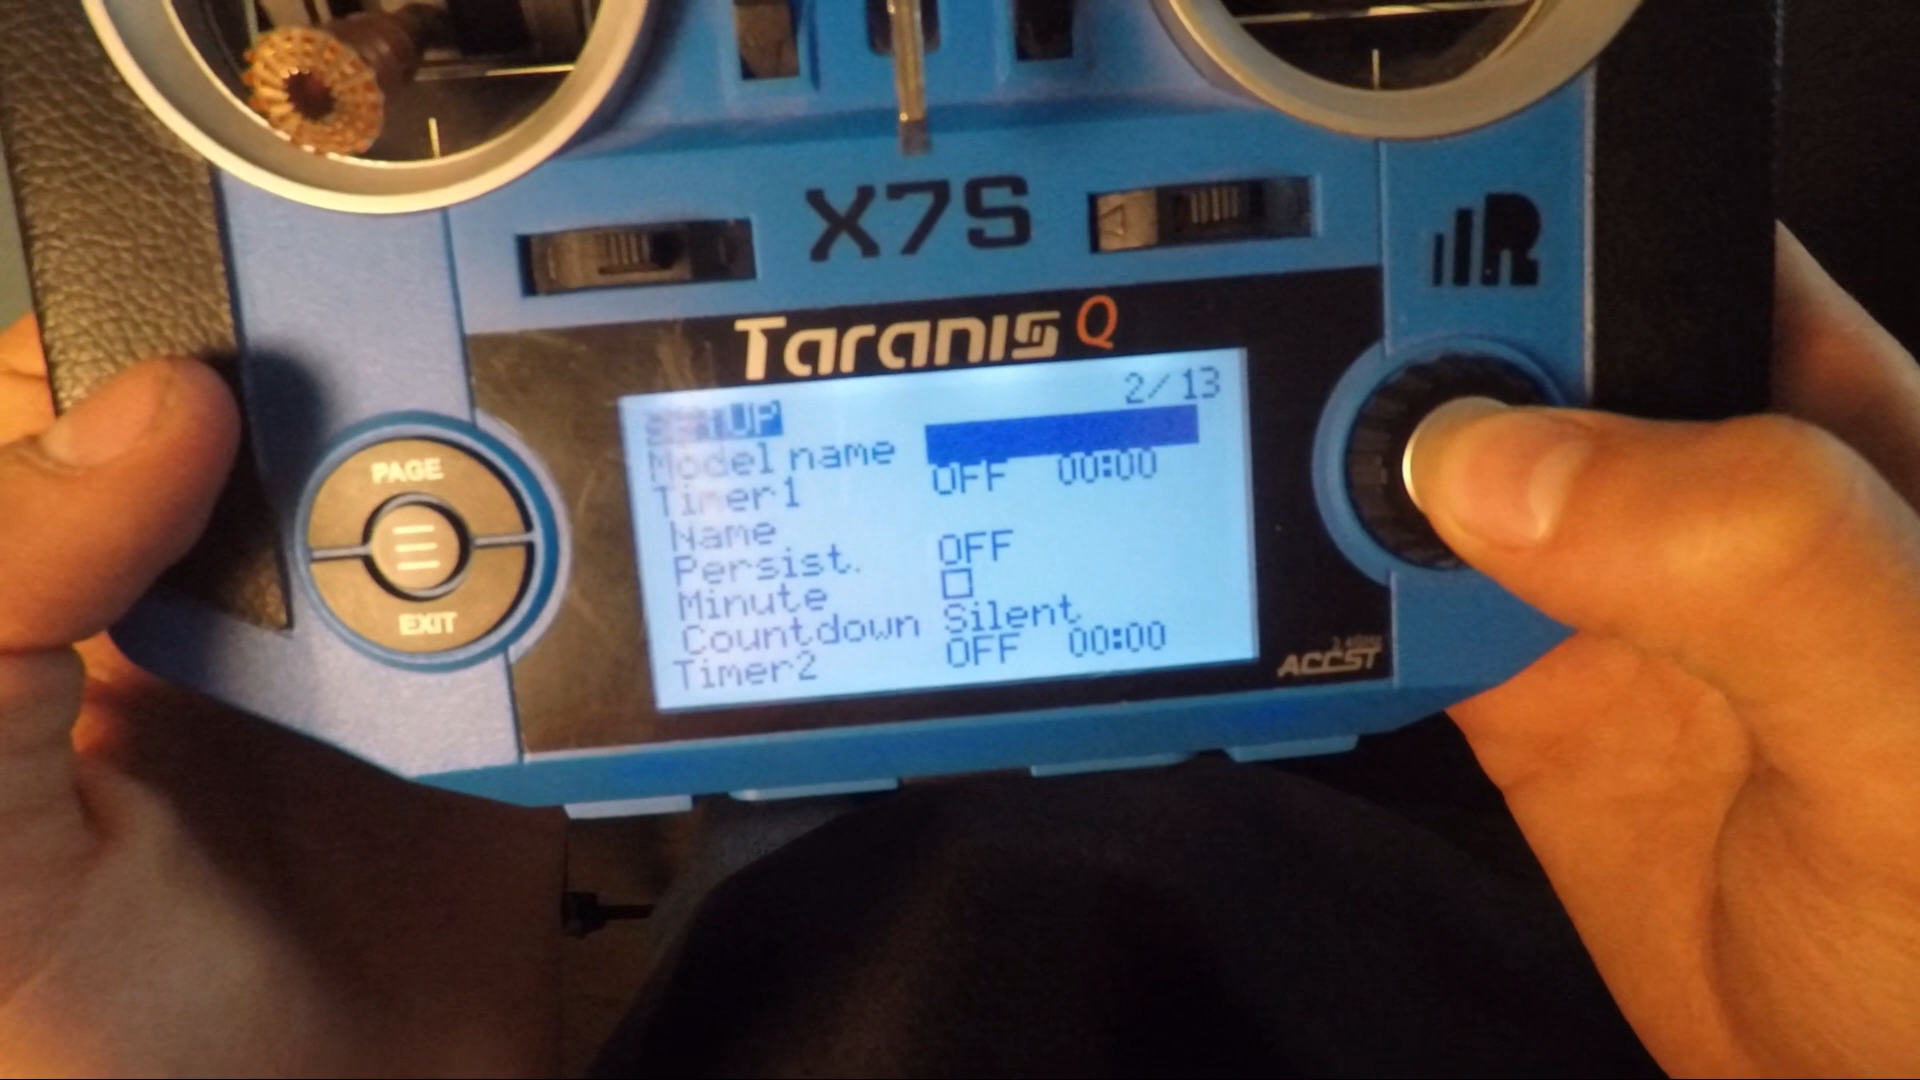 X7S
Taranis Q
2/13
SETUP
Model name
Timer1 OFF 00:00
Name
Persist. OFF
Minute
Countdown Silent
Timer2 OFF 00:00
PAGE
EXIT
ACCST